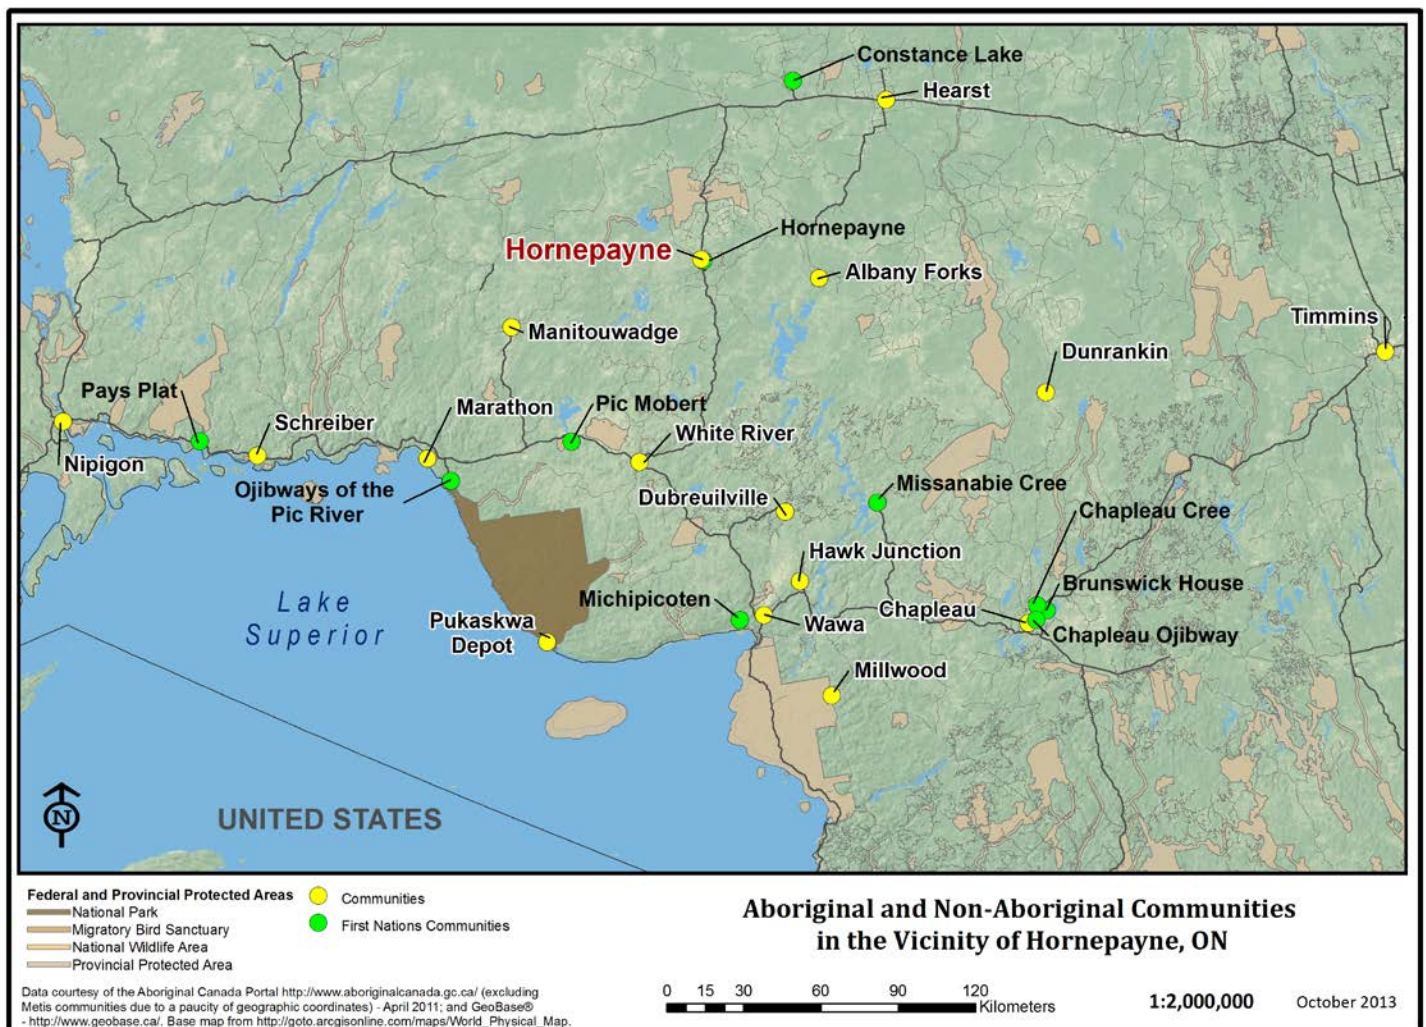 Constance Lake
Hearst
Hornepayne
Hornepayne
Albany Forks
Timmins
Manitouwadge
Dunrankin
Pays Plat
Marathon
Pic Mobert
Schreiber
White River
Nipigon
Ojibways of the
Pic River
Dubreuilville
Missanabie Cree
Chapleau Cree
Hawk Junction
Brunswick House
Lake
Superior
Michipicoten
Chapleau
Pukaskwa
Depot
Wawa
Chapleau Ojibway
Millwood
N
UNITED STATES
Federal and Provincial Protected Areas
National Park
Migratory Bird Sanctuary
National Wildlife Area
Provincial Protected Area
Communities
First Nations Communities
Data courtesy of the Aboriginal Canada Portal http://www.aboriginalcanada.gc.ca/ (excluding
Metis communities due to a paucity of geographic coordinates) - April 2011; and GeoBase®
- http://www.geobase.ca/. Base map from http://goto.arcgisonline.com/maps/World_Physical_Map.
Aboriginal and Non-Aboriginal Communities
in the Vicinity of Hornepayne, ON
0 15 30 60 90 120
Kilometers
1:2,000,000
October 2013